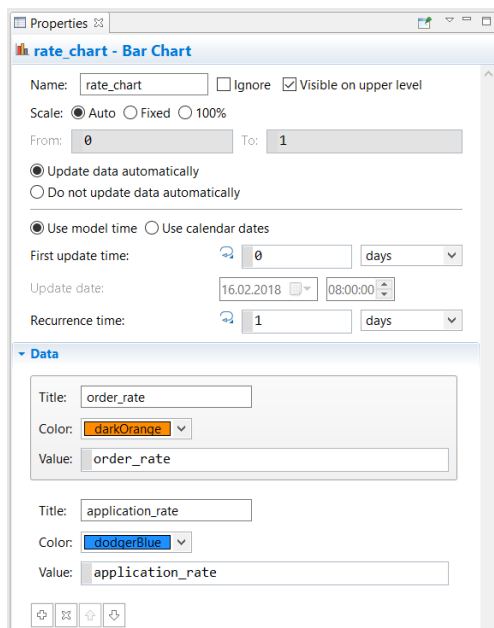 Properties
rate_chart - Bar Chart
Name: rate_chart Ignore Visible on upper level
Scale: Auto Fixed 100%
From: 0 To: 1
Update data automatically
Do not update data automatically
Use model time Use calendar dates
First update time: 0 days
Update date: 16.02.2018 08:00:00
Recurrence time: 1 days
Data
Title: order_rate
Color: darkOrange
Value: order_rate
Title: application_rate
Color: dodgerBlue
Value: application_rate